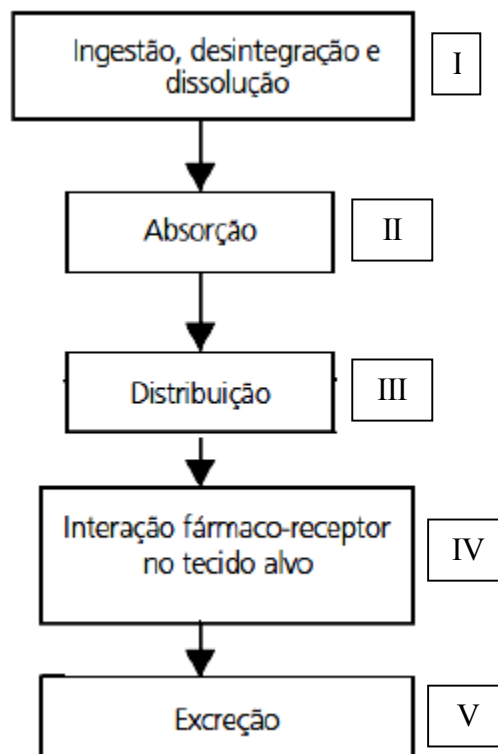 Ingestão, desintegração e
dissolução
I
Absorção
II
Distribuição
III
Interação fármaco-receptor
no tecido alvo
IV
Excreção
V